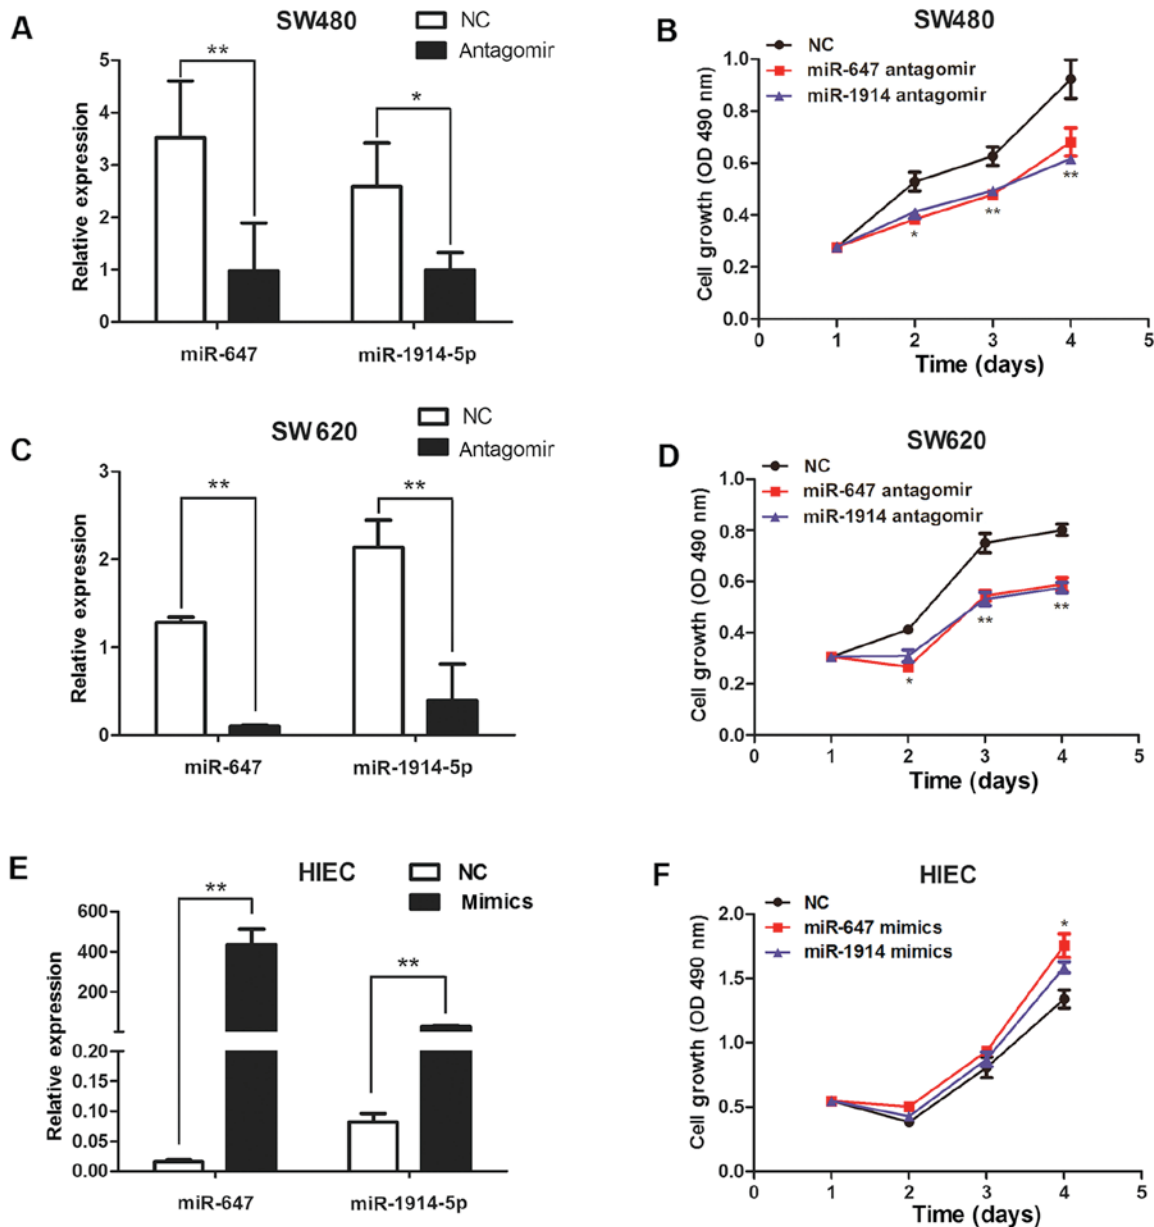 A
SW480
NC
Antagomir
Relative expression
5
4
3
2
1
0
**
*
miR-647
miR-1914-5p
B
SW480
NC
miR-647 antagomir
miR-1914 antagomir
Cell growth (OD 490 nm)
1.0
0.8
0.6
0.4
0.2
0.0
*
**
**
0
1
2
3
4
5
Time (days)
C
SW620
NC
Antagomir
Relative expression
3
2
1
0
**
**
miR-647
miR-1914-5p
D
SW620
NC
miR-647 antagomir
miR-1914 antagomir
Cell growth (OD 490 nm)
1.0
0.8
0.6
0.4
0.2
0.0
*
**
**
0
1
2
3
4
5
Time (days)
E
HIEC
NC
Mimics
Relative expression
600
400
200
0.20
0.15
0.10
0.05
0.00
**
**
miR-647
miR-1914-5p
F
HIEC
NC
miR-647 mimics
miR-1914 mimics
Cell growth (OD 490 nm)
2.0
1.5
1.0
0.5
0.0
*
0
1
2
3
4
5
Time (days)